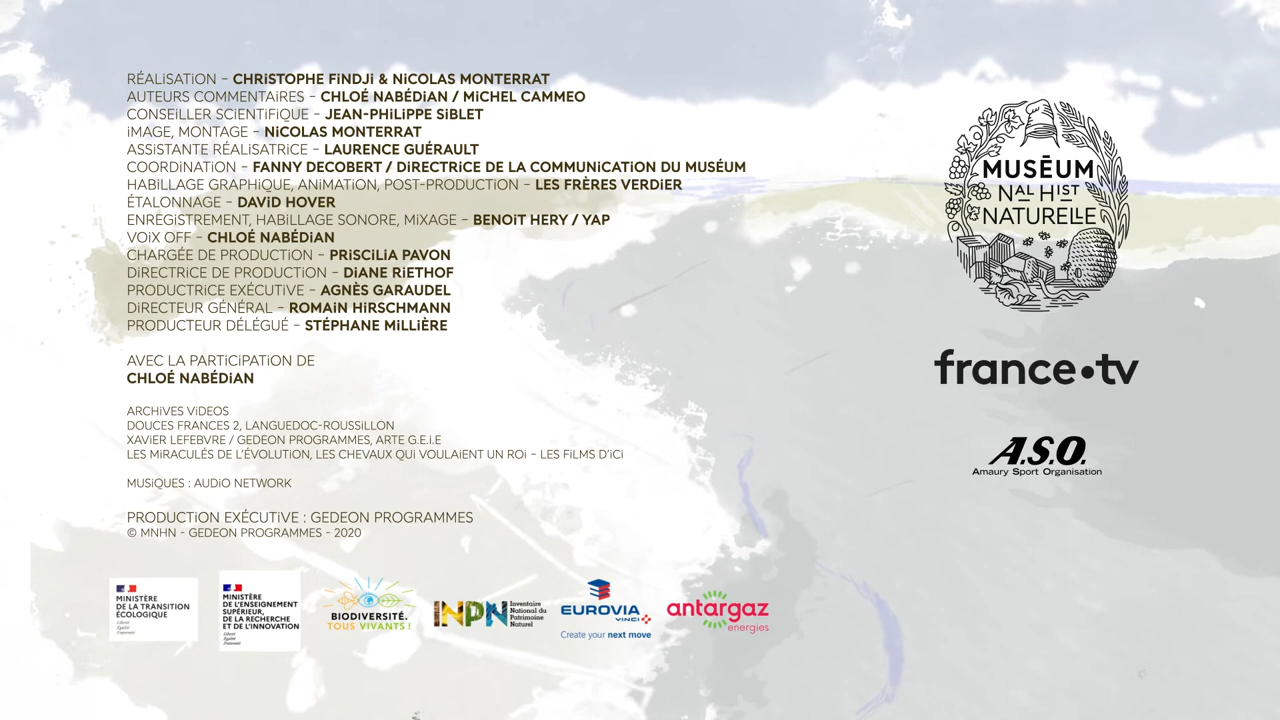 RÉALiSATiON – CHRiSTOPHE FiNDJi & NiCOLAS MONTERRAT
AUTEURS COMMENTAiRES – CHLOÉ NABÉDiAN / MiCHEL CAMMEO
CONSEiLLER SCiENTiFiQUE – JEAN-PHiLiPPE SiBLET
iMAGE, MONTAGE – NiCOLAS MONTERRAT
ASSiSTANTE RÉALiSATRiCE – LAURENCE GUÉRAULT
COORDiNATiON – FANNY DECOBERT / DiRECTRiCE DE LA COMMUNiCATiON DU MUSÉUM
HABiLLAGE GRAPHiQUE, ANiMATiON, POST-PRODUCTiON – LES FRÈRES VERDiER
ÉTALONNAGE – DAViD HOVER
ENRÉGiSTREMENT, HABiLLAGE SONORE, MiXAGE – BENOiT HERY / YAP
VOiX OFF – CHLOÉ NABÉDiAN
CHARGÉE DE PRODUCTiON – PRiSCiLiA PAVON
DiRECTRiCE DE PRODUCTiON – DiANE RiETHOF
PRODUCTRiCE EXÉCUTiVE – AGNÈS GARAUDEL
DiRECTEUR GÉNÉRAL – ROMAiN HiRSCHMANN
PRODUCTEUR DÉLÉGUÉ – STÉPHANE MiLLiÈRE
AVEC LA PARTiCiPATiON DE
CHLOÉ NABÉDiAN
ARCHiVES ViDEOS
DOUCES FRANCES 2, LANGUEDOC-ROUSSiLLON
XAViER LEFEBVRE / GEDEON PROGRAMMES, ARTE G.E.i.E
LES MiRACULÉS DE L'ÉVOLUTiON, LES CHEVAUX QUi VOULAiENT UN ROi – LES FiLMS D'iCi
MUSiQUES : AUDiO NETWORK
PRODUCTiON EXÉCUTiVE : GEDEON PROGRAMMES
© MNHN - GEDEON PROGRAMMES - 2020
MUSĒUM
NAL HIST
NATURELLE
france•tv
A.S.O.
Amaury Sport Organisation
MINISTÈRE
DE LA TRANSITION
ÉCOLOGIQUE
Liberté
Égalité
Fraternité
MINISTÈRE
DE L'ENSEIGNEMENT
SUPÉRIEUR,
DE LA RECHERCHE
ET DE L'INNOVATION
Liberté
Égalité
Fraternité
BIODIVERSITÉ.
TOUS VIVANTS !
INPN
Inventaire
National du
Patrimoine
Naturel
EUROVIA
VINCI
Create your next move
antargaz
energies